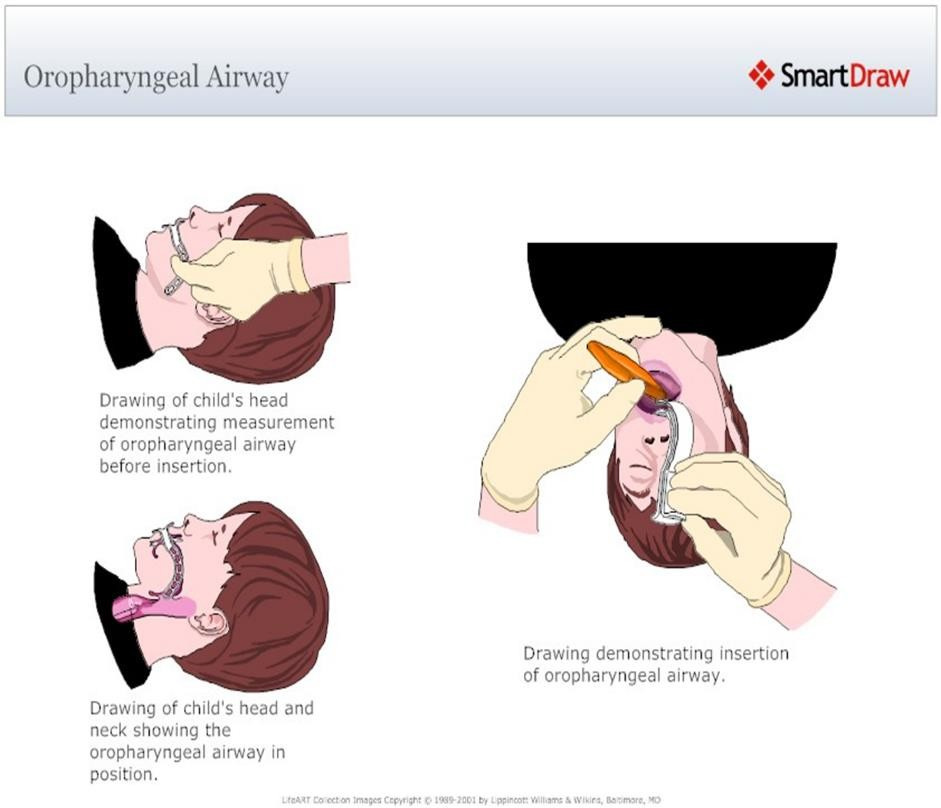 Oropharyngeal Airway
SmartDraw
Drawing of child's head
demonstrating measurement
of oropharyngeal airway
before insertion.
Drawing of child's head and
neck showing the
oropharyngeal airway in
position.
Drawing demonstrating insertion
of oropharyngeal airway.
LifeART Collection Images Copyright © 1989-2001 by Lippincott Williams & Wilkins, Baltimore, MD